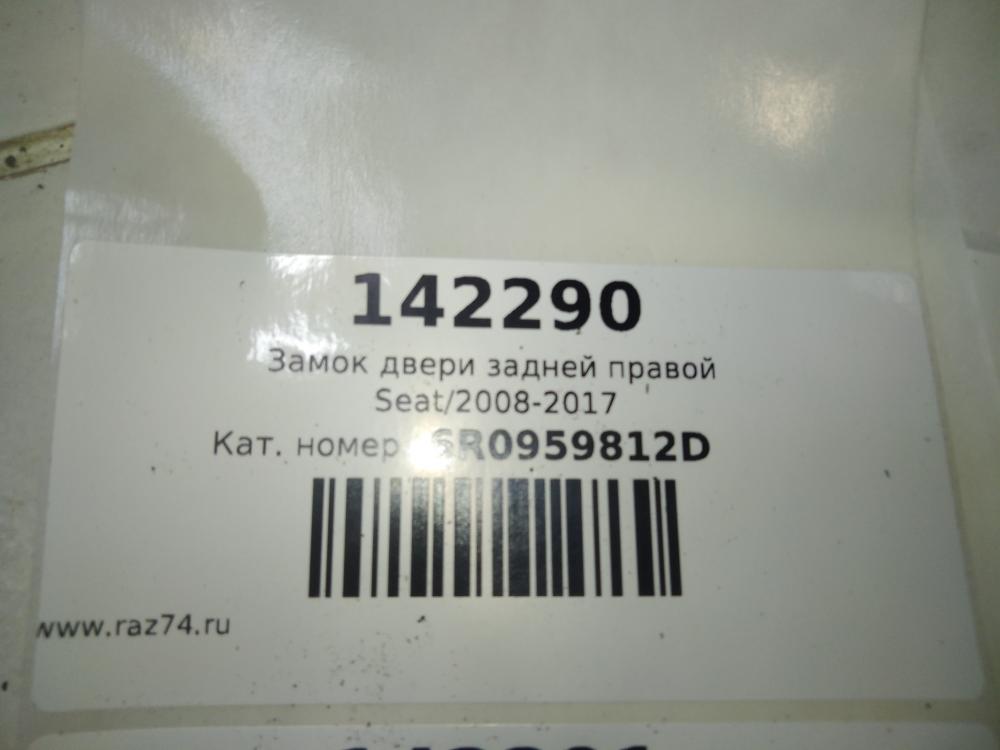 142290
Замок двери задней правой
Seat/2008-2017
Кат. номер: 6R0959812D
www.raz74.ru